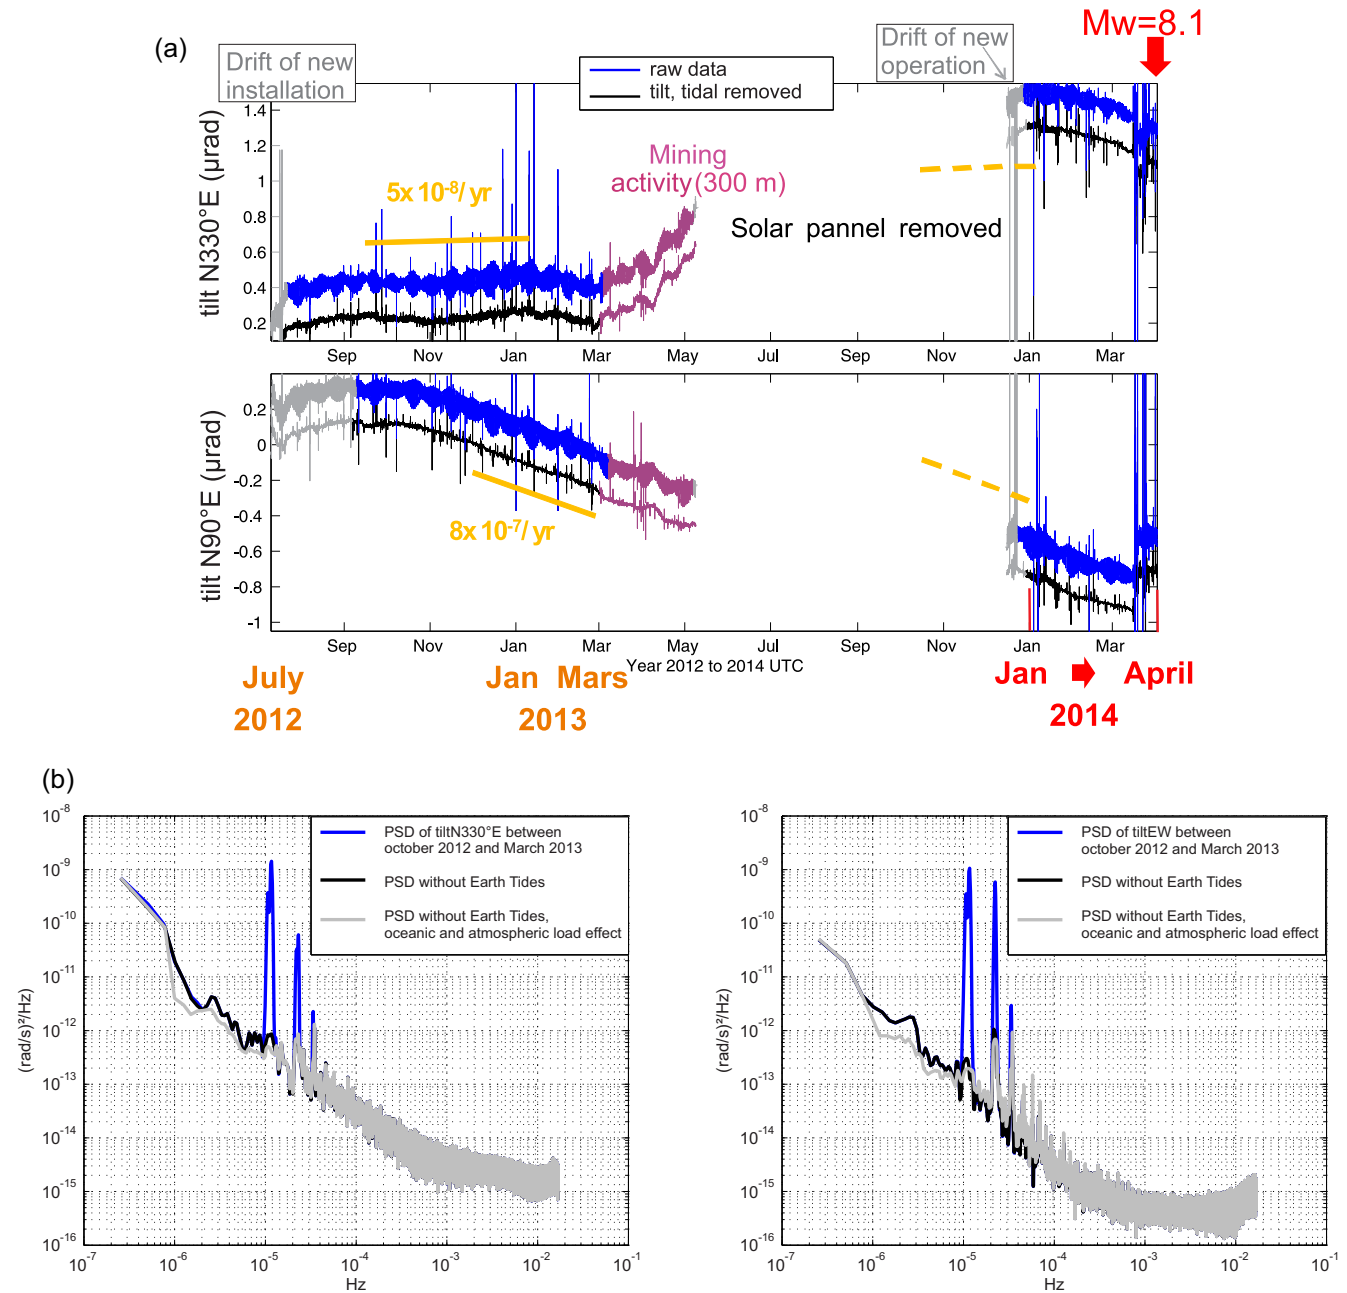 (a)
Mw=8.1
Drift of new
installation
raw data
tilt, tidal removed
Drift of new
operation
tilt N330°E (µrad)
1.4
1.2
1
0.8
0.6
0.4
0.2
5x 10⁻⁸/ yr
Mining
activity (300 m)
Solar pannel removed
Sep
Nov
Jan
Mar
May
Jul
Sep
Nov
Jan
Mar
tilt N90°E (µrad)
0.2
0
-0.2
-0.4
-0.6
-0.8
-1
8x 10⁻⁷/ yr
Sep
Nov
Jan
Mar
May
Jul
Sep
Nov
Jan
Mar
Year 2012 to 2014 UTC
July
2012
Jan Mars
2013
Jan
April
2014
(b)
(rad/s)²/Hz)
10⁻⁸
10⁻⁹
10⁻¹⁰
10⁻¹¹
10⁻¹²
10⁻¹³
10⁻¹⁴
10⁻¹⁵
10⁻¹⁶
PSD of tiltN330°E between
october 2012 and March 2013
PSD without Earth Tides
PSD without Earth Tides,
oceanic and atmospheric load effect
10⁻⁷
10⁻⁶
10⁻⁵
10⁻⁴
10⁻³
10⁻²
10⁻¹
Hz
(rad/s)²/Hz)
10⁻⁸
10⁻⁹
10⁻¹⁰
10⁻¹¹
10⁻¹²
10⁻¹³
10⁻¹⁴
10⁻¹⁵
10⁻¹⁶
PSD of tiltEW between
october 2012 and March 2013
PSD without Earth Tides
PSD without Earth Tides,
oceanic and atmospheric load effect
10⁻⁷
10⁻⁶
10⁻⁵
10⁻⁴
10⁻³
10⁻²
10⁻¹
Hz